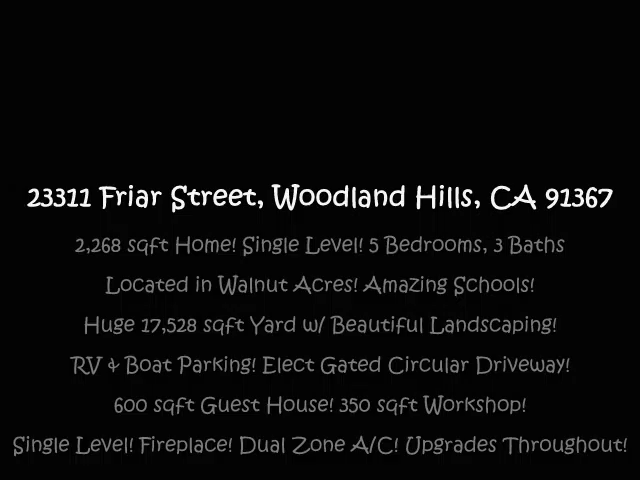 23311 Friar Street, Woodland Hills, CA 91367
2,268 sqft Home! Single Level! 5 Bedrooms, 3 Baths
Located in Walnut Acres! Amazing Schools!
Huge 17,528 sqft Yard w/ Beautiful Landscaping!
RV & Boat Parking! Elect Gated Circular Driveway!
600 sqft Guest House! 350 sqft Workshop!
Single Level! Fireplace! Dual Zone A/C! Upgrades Throughout!